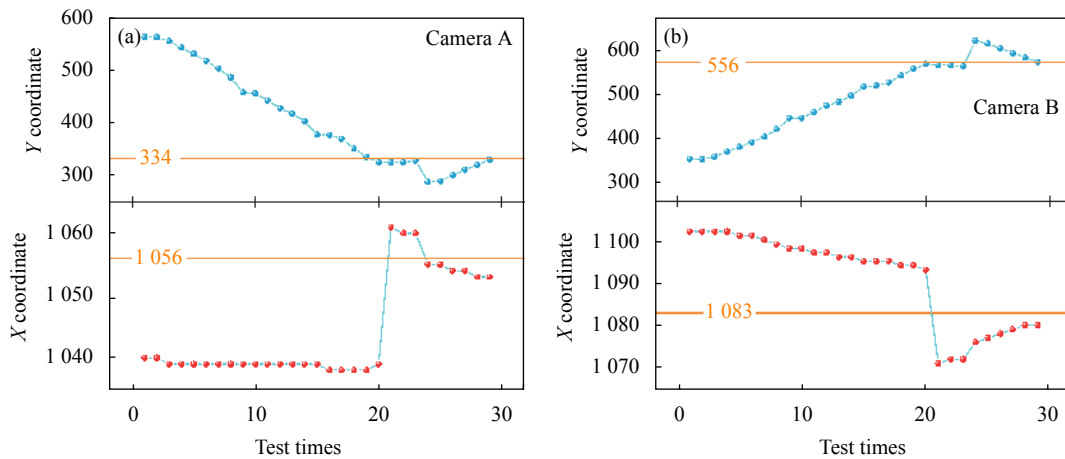 (a)
Camera A
600
500
400
300
Y coordinate
334
1 060
1 050
1 040
X coordinate
1 056
0
10
20
30
Test times
(b)
Camera B
600
500
400
300
Y coordinate
556
1 100
1 090
1 080
1 070
X coordinate
1 083
0
10
20
30
Test times